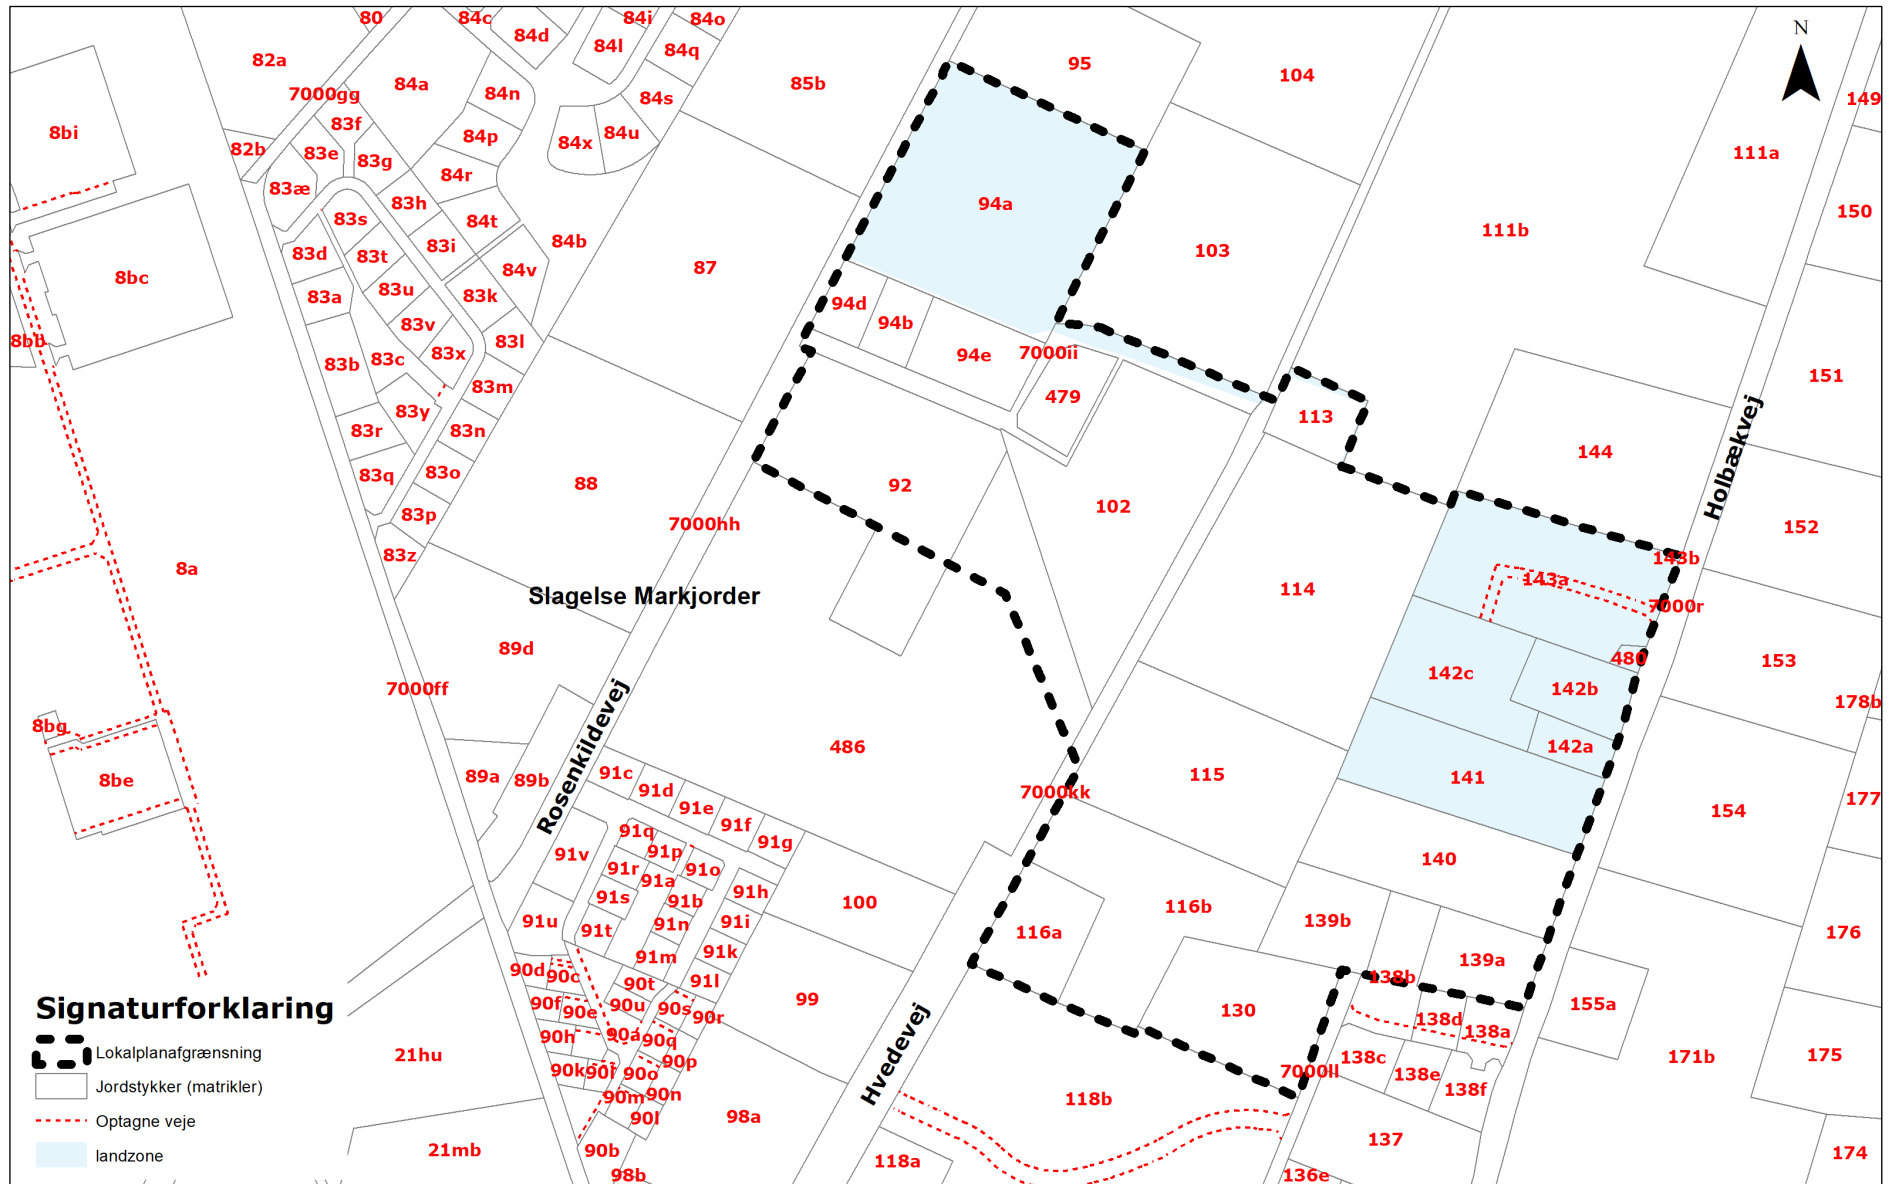 80
84c
84i
84o
84d
84l
84q
N
82a
95
104
84a
85b
7000gg
84n
84s
149
8bi
83f
84p
84x
84u
111a
82b
83e
83g
84r
83æ
83h
94a
150
83s
84t
111b
83i
84b
103
83d
83t
84v
87
8bc
83u
83k
83a
94d
83v
94b
8bb
83l
83x
94e
7000ii
83c
83b
151
83m
479
83y
113
83r
83n
144
Holbækvej
83q
83o
88
92
102
83p
7000hh
152
83z
143b
8a
143a
114
Slagelse Markjorder
7000r
89d
480
153
142c
7000ff
142b
178b
8bg
Rosenkildevej
486
142a
91c
115
89a
89b
8be
141
91d
7000kk
177
91e
154
91f
91q
91g
91v
91p
140
91r
91o
91a
91h
91s
91b
100
116b
91u
91i
139b
91t
91n
116a
176
91k
91m
139a
90d
90c
138b
91l
90t
99
90f
90u
90s
155a
Signaturforklaring
90e
130
90r
138d
90h
90a
90q
138a
Lokalplanafgrænsning
21hu
Hvedevej
138c
171b
175
90p
90k
90i
90o
7000ll
138e
Jordstykker (matrikler)
90m
90n
118b
138f
Optagne veje
90l
98a
137
21mb
90b
174
landzone
118a
98b
136e